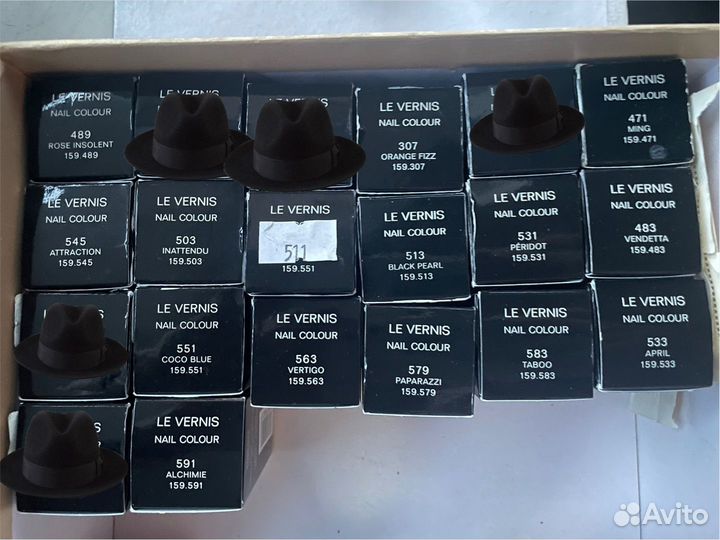 LE VERNIS
NAIL COLOUR
489
ROSE INSOLENT
159.489
LE VERNIS
NAIL COLOUR
307
ORANGE FIZZ
159.307
LE VERNIS
NAIL COLOUR
471
MING
159.471
LE VERNIS
NAIL COLOUR
545
ATTRACTION
159.545
LE VERNIS
NAIL COLOUR
503
INATTENDU
159.503
LE VERNIS
511
159.551
LE VERNIS
NAIL COLOUR
513
BLACK PEARL
159.513
LE VERNIS
NAIL COLOUR
531
PÉRIDOT
159.531
LE VERNIS
NAIL COLOUR
483
VENDETTA
159.483
LE VERNIS
NAIL COLOUR
551
COCO BLUE
159.551
LE VERNIS
NAIL COLOUR
563
VERTIGO
159.563
LE VERNIS
NAIL COLOUR
579
PAPARAZZI
159.579
LE VERNIS
NAIL COLOUR
583
TABOO
159.583
LE VERNIS
NAIL COLOUR
533
APRIL
159.533
LE VERNIS
NAIL COLOUR
591
ALCHIMIE
159.591
Avito